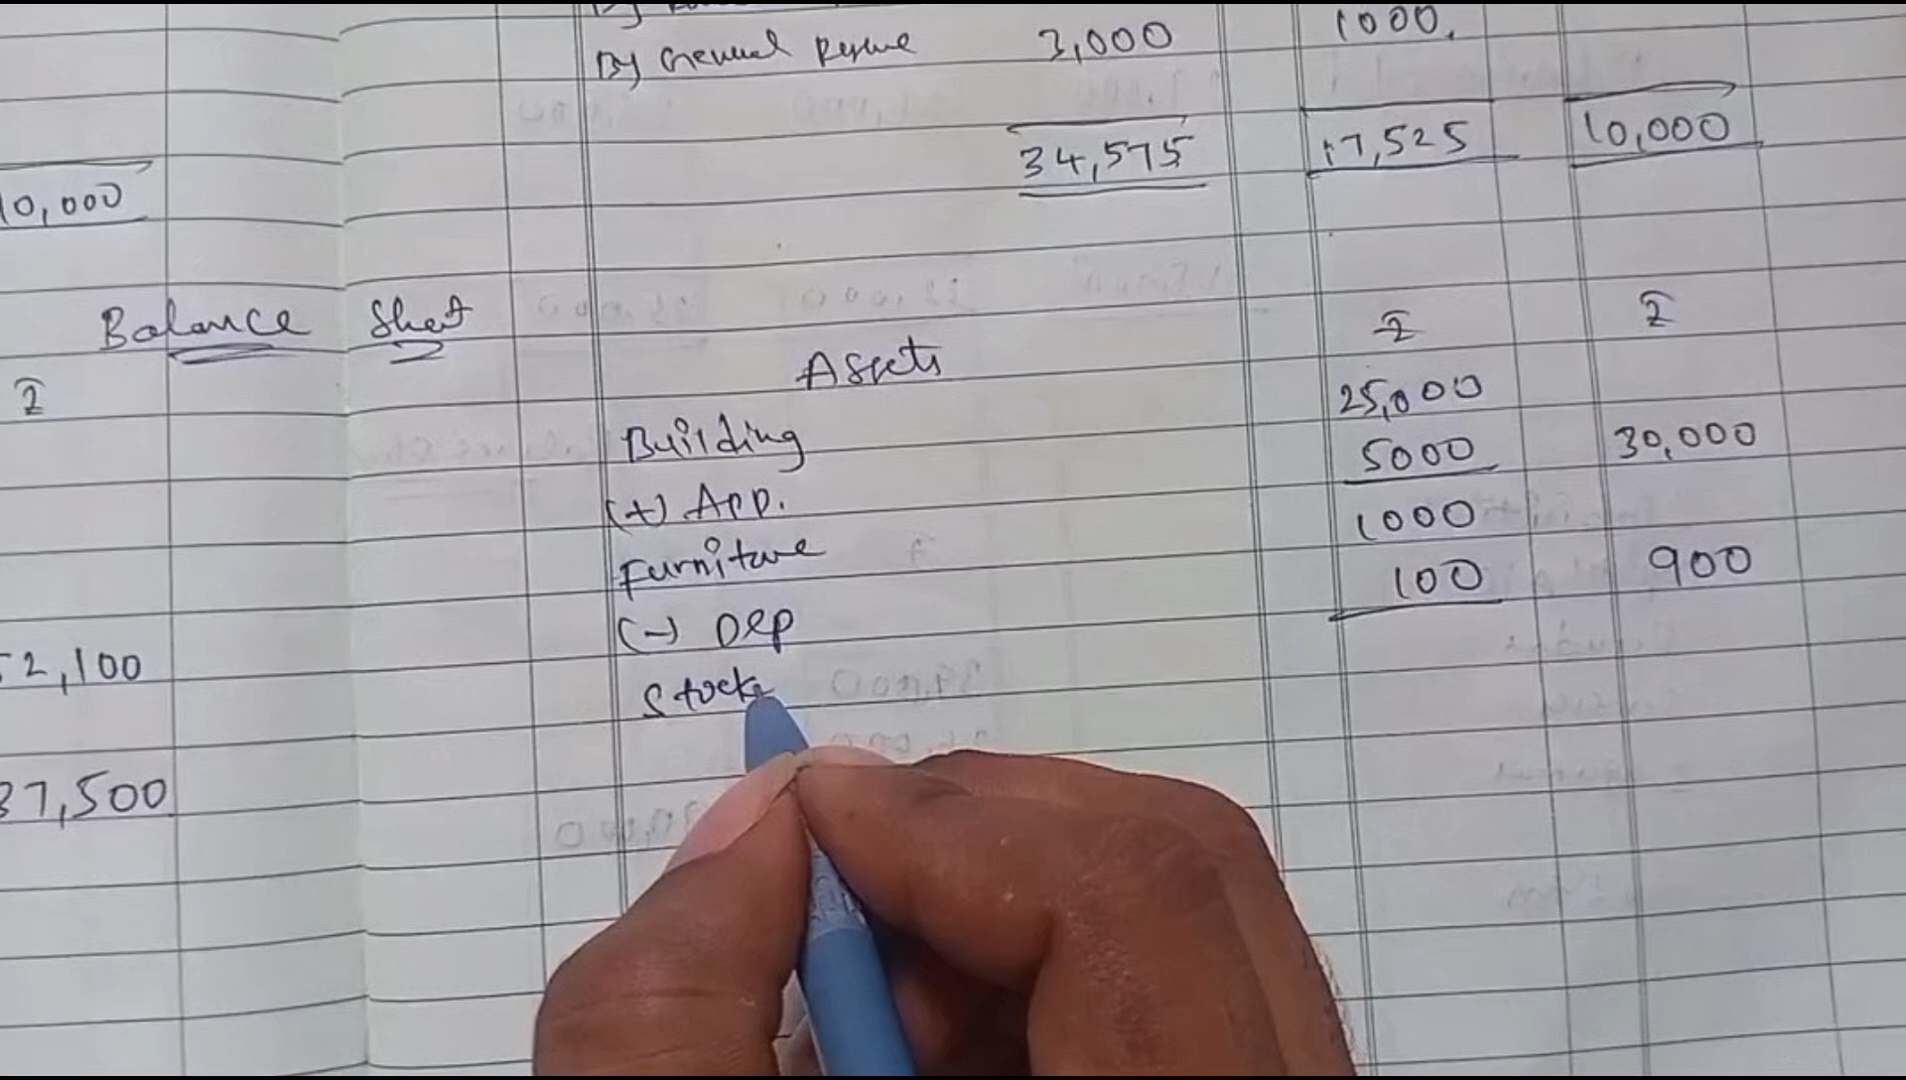 By General Reserve 3,000 1000.
34,575 17,525 10,000
10,000
Balance Sheet
Assets
Building 25,000
(+) App. 5000 30,000
Furniture 1000
(-) Dep 100 900
Stock
52,100
37,500